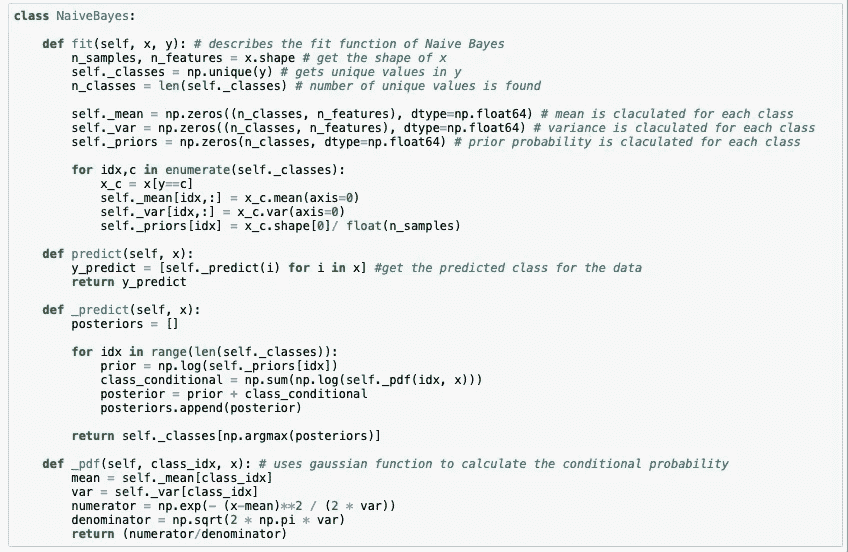 class NaiveBayes:
    def fit(self, x, y): # describes the fit function of Naive Bayes
        n_samples, n_features = x.shape # get the shape of x
        self._classes = np.unique(y) # gets unique values in y
        n_classes = len(self._classes) # number of unique values is found
        self._mean = np.zeros((n_classes, n_features), dtype=np.float64) # mean is claculated for each class
        self._var = np.zeros((n_classes, n_features), dtype=np.float64) # variance is claculated for each class
        self._priors = np.zeros(n_classes, dtype=np.float64) # prior probability is claculated for each class
        for idx,c in enumerate(self._classes):
            x_c = x[y==c]
            self._mean[idx,:] = x_c.mean(axis=0)
            self._var[idx,:] = x_c.var(axis=0)
            self._priors[idx] = x_c.shape[0]/ float(n_samples)
    def predict(self, x):
        y_predict = [self._predict(i) for i in x] #get the predicted class for the data
        return y_predict
    def _predict(self, x):
        posteriors = []
        for idx in range(len(self._classes)):
            prior = np.log(self._priors[idx])
            class_conditional = np.sum(np.log(self._pdf(idx, x)))
            posterior = prior + class_conditional
            posteriors.append(posterior)
        return self._classes[np.argmax(posteriors)]
    def _pdf(self, class_idx, x): # uses gaussian function to calculate the conditional probability
        mean = self._mean[class_idx]
        var = self._var[class_idx]
        numerator = np.exp(- (x-mean)**2 / (2 * var))
        denominator = np.sqrt(2 * np.pi * var)
        return (numerator/denominator)